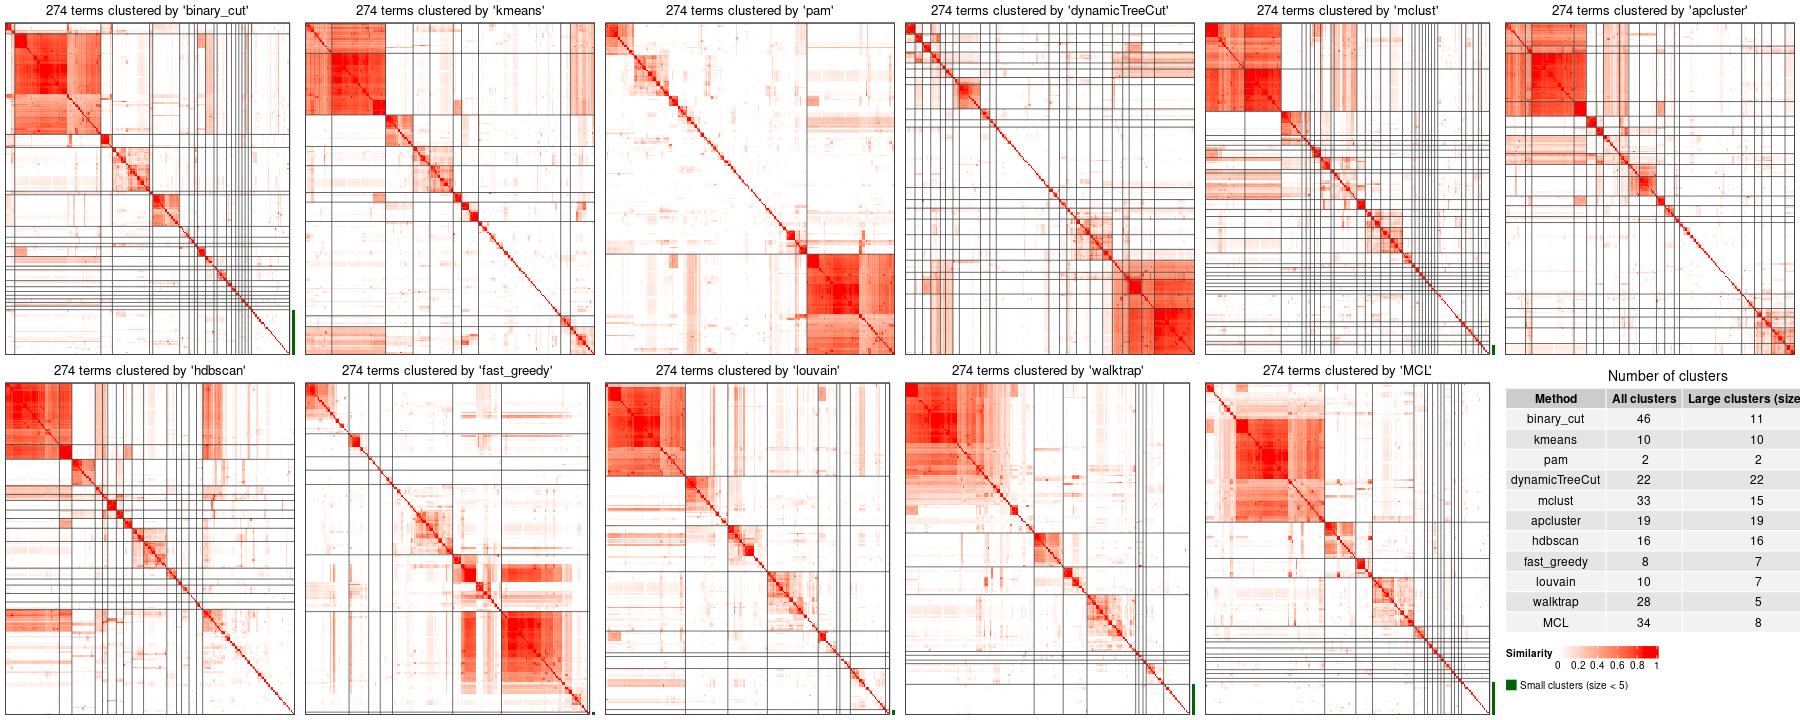 274 terms clustered by 'binary_cut'
274 terms clustered by 'kmeans'
274 terms clustered by 'pam'
274 terms clustered by 'dynamicTreeCut'
274 terms clustered by 'mclust'
274 terms clustered by 'apcluster'
274 terms clustered by 'hdbscan'
274 terms clustered by 'fast_greedy'
274 terms clustered by 'louvain'
274 terms clustered by 'walktrap'
274 terms clustered by 'MCL'
Number of clusters
Method All clusters Large clusters (size
binary_cut 46 11
kmeans 10 10
pam 2 2
dynamicTreeCut 22 22
mclust 33 15
apcluster 19 19
hdbscan 16 16
fast_greedy 8 7
louvain 10 7
walktrap 28 5
MCL 34 8
Similarity
0 0.2 0.4 0.6 0.8 1
Small clusters (size < 5)